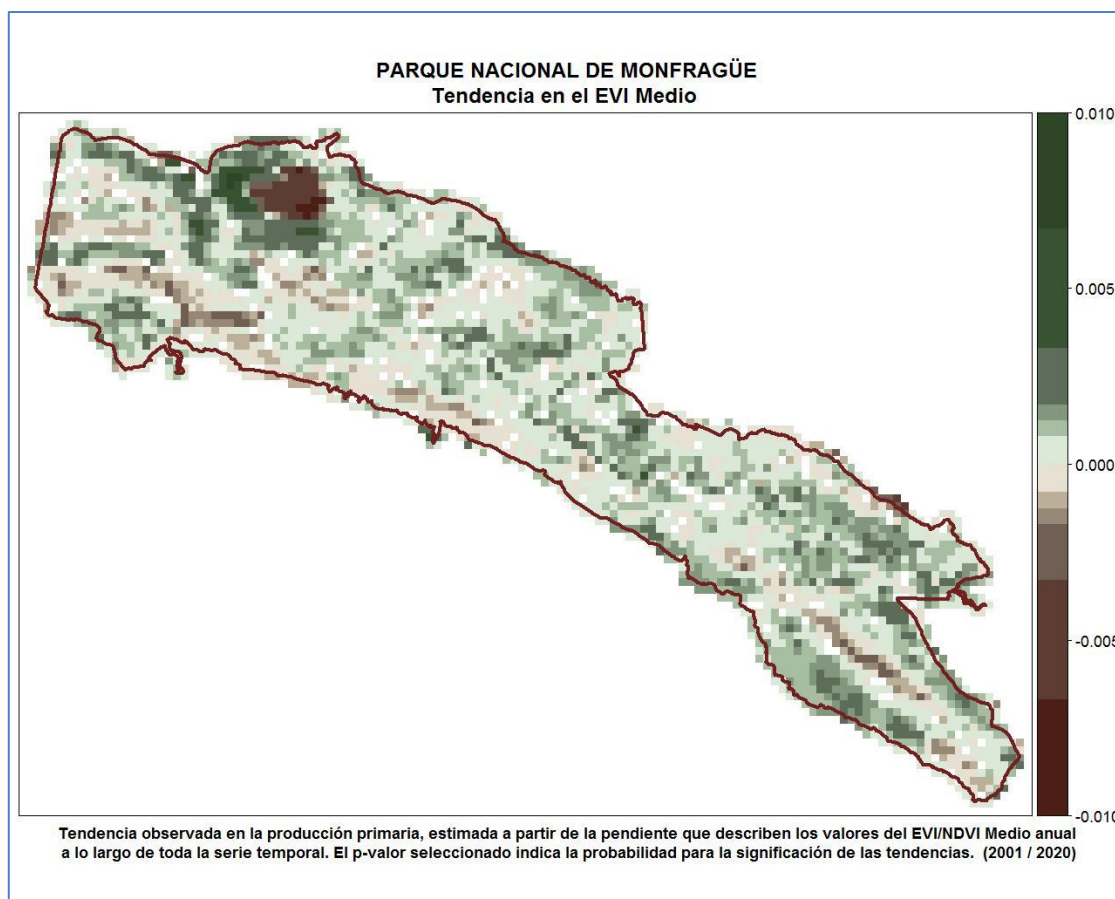 PARQUE NACIONAL DE MONFRAGÜE
Tendencia en el EVI Medio
0.010
0.005
0.000
-0.005
-0.010
Tendencia observada en la producción primaria, estimada a partir de la pendiente que describen los valores del EVI/NDVI Medio anual
a lo largo de toda la serie temporal. El p-valor seleccionado indica la probabilidad para la significación de las tendencias. (2001 / 2020)